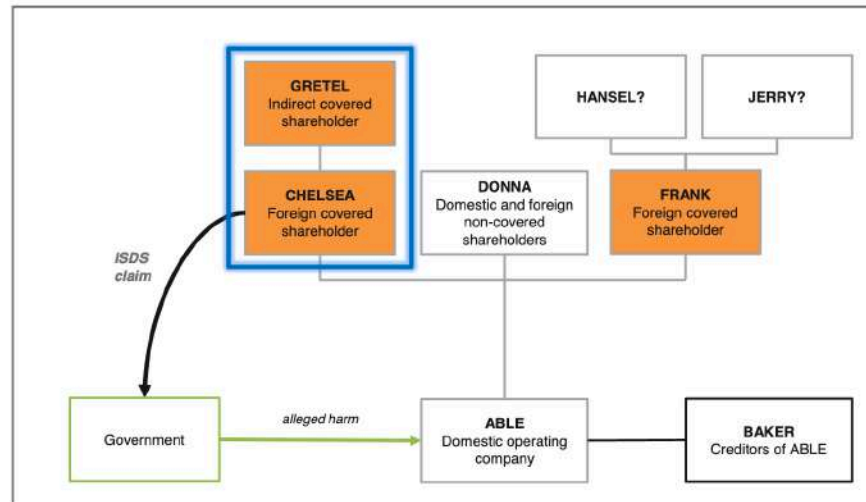 GRETEL
Indirect covered
shareholder
HANSEL?
JERRY?
CHELSEA
Foreign covered
shareholder
DONNA
Domestic and foreign
non-covered
shareholders
FRANK
Foreign covered
shareholder
ISDS
claim
Government
alleged harm
ABLE
Domestic operating
company
BAKER
Creditors of ABLE